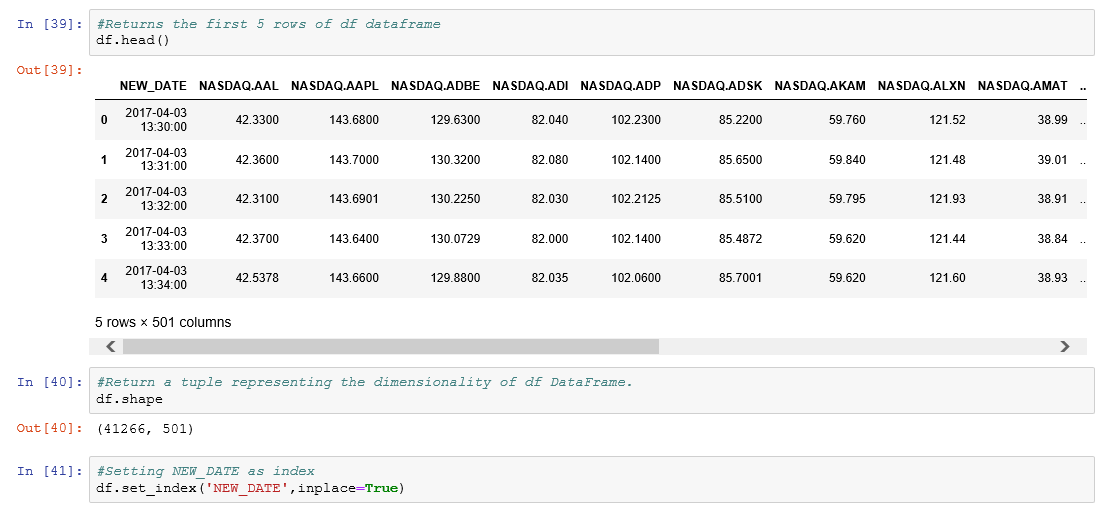 In [39]: #Returns the first 5 rows of df dataframe
df.head()
Out[39]:
NEW_DATE NASDAQ.AAL NASDAQ.AAPL NASDAQ.ADBE NASDAQ.ADI NASDAQ.ADP NASDAQ.ADSK NASDAQ.AKAM NASDAQ.ALXN NASDAQ.AMAT ..
0 2017-04-03 13:30:00 42.3300 143.6800 129.6300 82.040 102.2300 85.2200 59.760 121.52 38.99 ..
1 2017-04-03 13:31:00 42.3600 143.7000 130.3200 82.080 102.1400 85.6500 59.840 121.48 39.01 ..
2 2017-04-03 13:32:00 42.3100 143.6901 130.2250 82.030 102.2125 85.5100 59.795 121.93 38.91 ..
3 2017-04-03 13:33:00 42.3700 143.6400 130.0729 82.000 102.1400 85.4872 59.620 121.44 38.84 ..
4 2017-04-03 13:34:00 42.5378 143.6600 129.8800 82.035 102.0600 85.7001 59.620 121.60 38.93 ..
5 rows × 501 columns
In [40]: #Return a tuple representing the dimensionality of df DataFrame.
df.shape
Out[40]: (41266, 501)
In [41]: #Setting NEW_DATE as index
df.set_index('NEW_DATE',inplace=True)